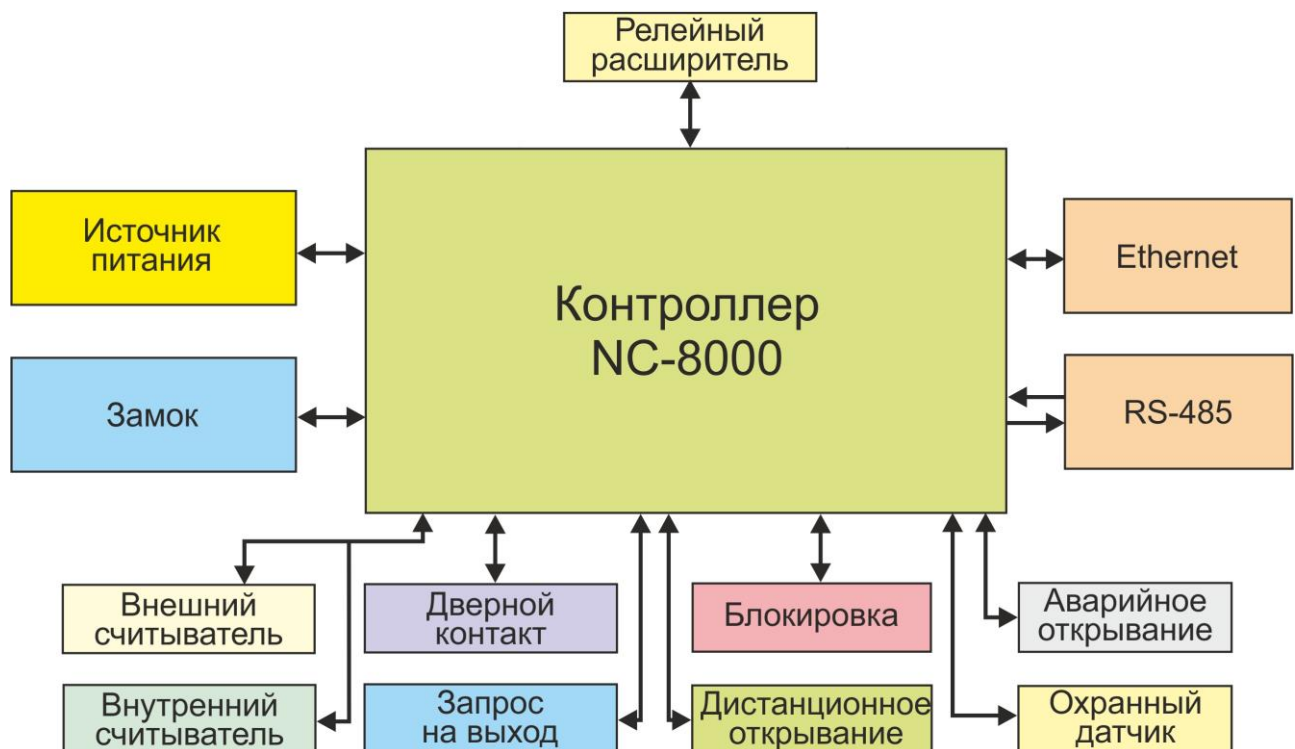 Релейный
расширитель
Источник
питания
Контроллер
NC-8000
Ethernet
Замок
RS-485
Внешний
считыватель
Дверной
контакт
Блокировка
Аварийное
открывание
Внутренний
считыватель
Запрос
на выход
Дистанционное
открывание
Охранный
датчик